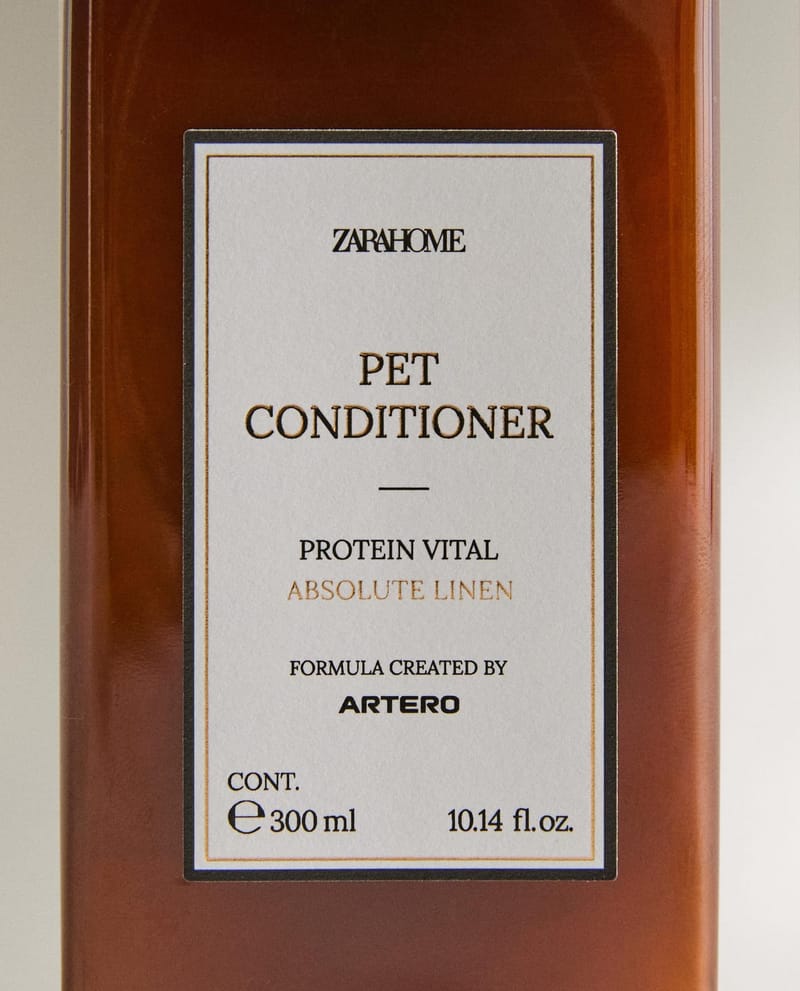 ZARAHOME
PET
CONDITIONER
PROTEIN VITAL
ABSOLUTE LINEN
FORMULA CREATED BY
ARTERO
CONT.
℮300 ml 10.14 fl.oz.